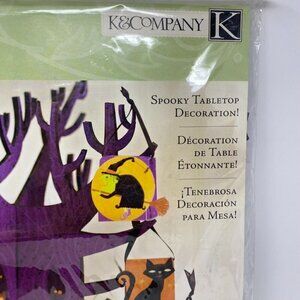 K&COMPANY K
SPOOKY TABLETOP
DECORATION!
DÉCORATION
DE TABLE
ÉTONNANTE!
¡TENEBROSA
DECORACIÓN
PARA MESA!